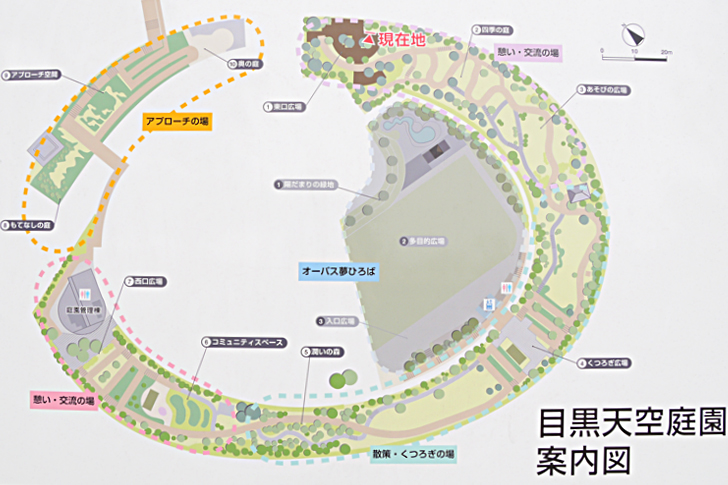 現在地
2 四季の庭
憩い・交流の場
0 10 20m
9 アプローチ空間
10 奥の庭
1 東口広場
3 あそびの広場
アプローチの場
1 陽だまりの緑地
8 もてなしの庭
2 多目的広場
オーパス夢ひろば
7 西口広場
庭園管理棟
3 入口広場
6 コミュニティスペース
5 潤いの森
4 くつろぎ広場
憩い・交流の場
散策・くつろぎの場
目黒天空庭園
案内図